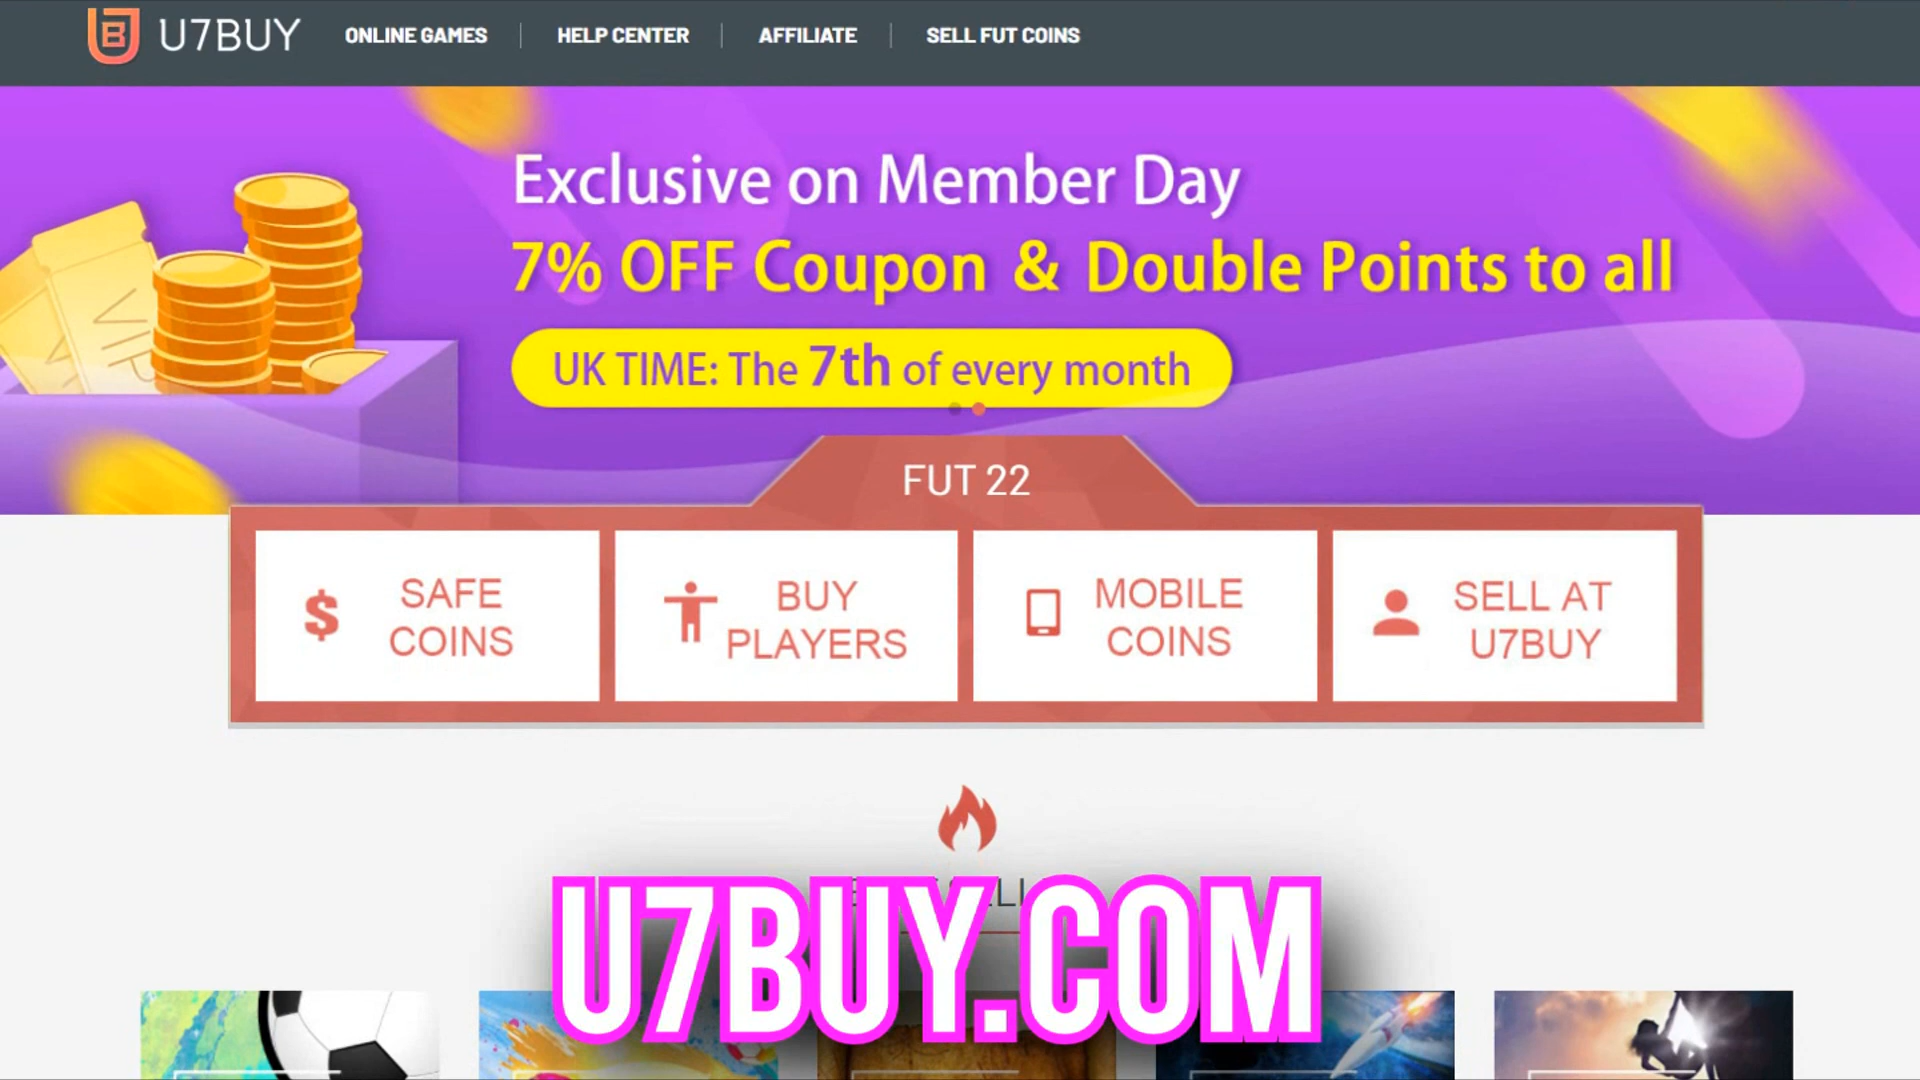 U7BUY
ONLINE GAMES
HELP CENTER
AFFILIATE
SELL FUT COINS
Exclusive on Member Day
7% OFF Coupon & Double Points to all
UK TIME: The 7th of every month
FUT 22
SAFE
COINS
BUY
PLAYERS
MOBILE
COINS
SELL AT
U7BUY
U7BUY.COM